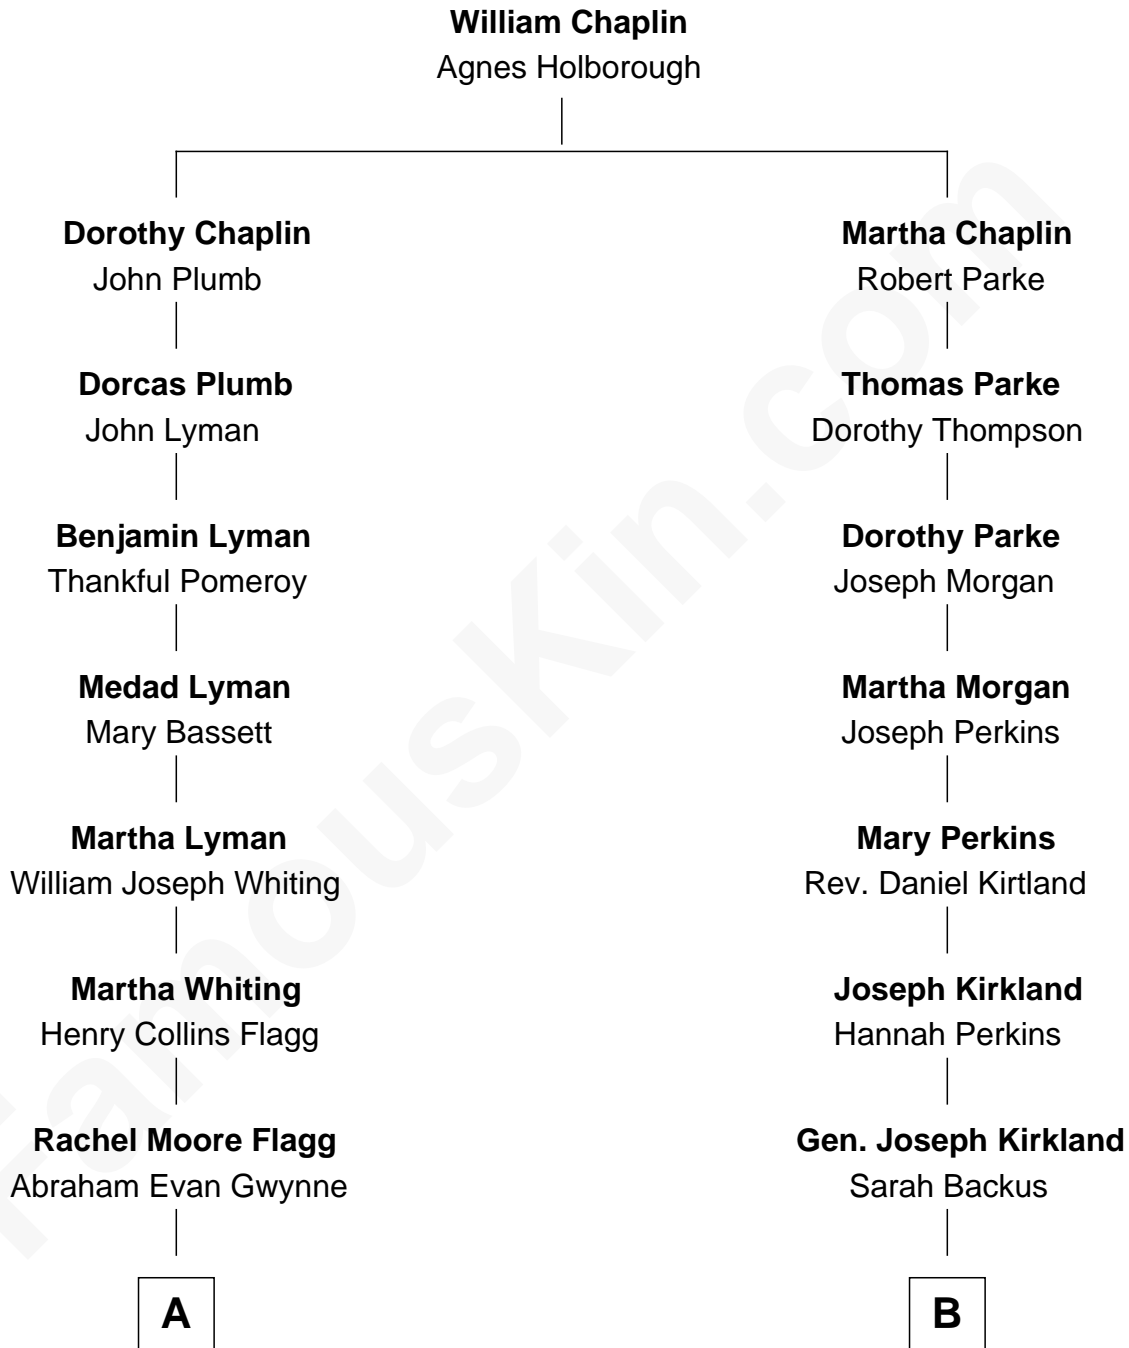 William Chaplin
Agnes Holborough
Dorothy Chaplin
John Plumb
Dorcas Plumb
John Lyman
Benjamin Lyman
Thankful Pomeroy
Medad Lyman
Mary Bassett
Martha Lyman
William Joseph Whiting
Martha Whiting
Henry Collins Flagg
Rachel Moore Flagg
Abraham Evan Gwynne
A
Martha Chaplin
Robert Parke
Thomas Parke
Dorothy Thompson
Dorothy Parke
Joseph Morgan
Martha Morgan
Joseph Perkins
Mary Perkins
Rev. Daniel Kirtland
Joseph Kirkland
Hannah Perkins
Gen. Joseph Kirkland
Sarah Backus
B
FamousKin.com